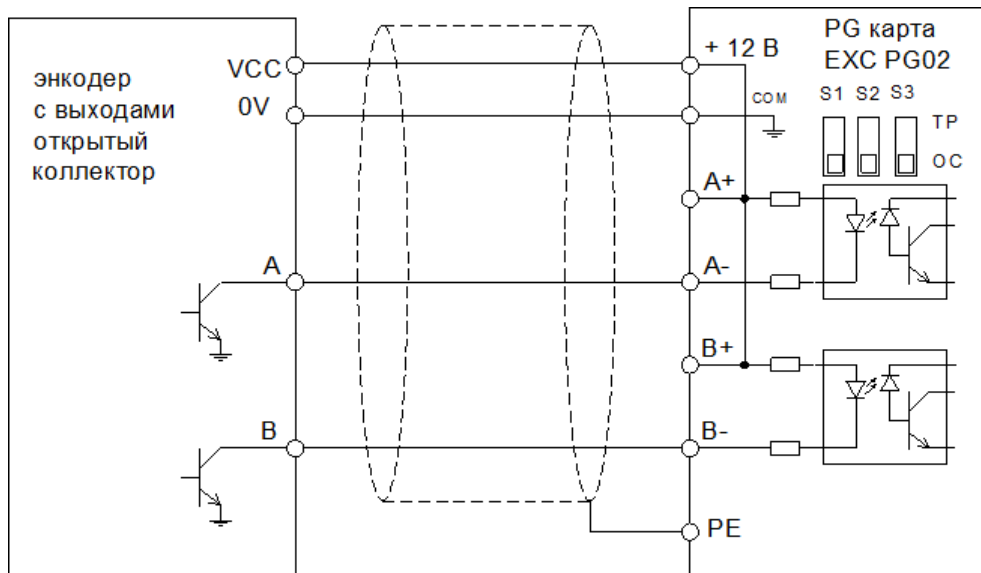 энкодер
с выходами
открытый
коллектор
VCC
0V
A
B
+ 12 В
COM
A+
A-
B+
B-
PE
PG карта
EXC PG02
S1 S2 S3
TP
OC